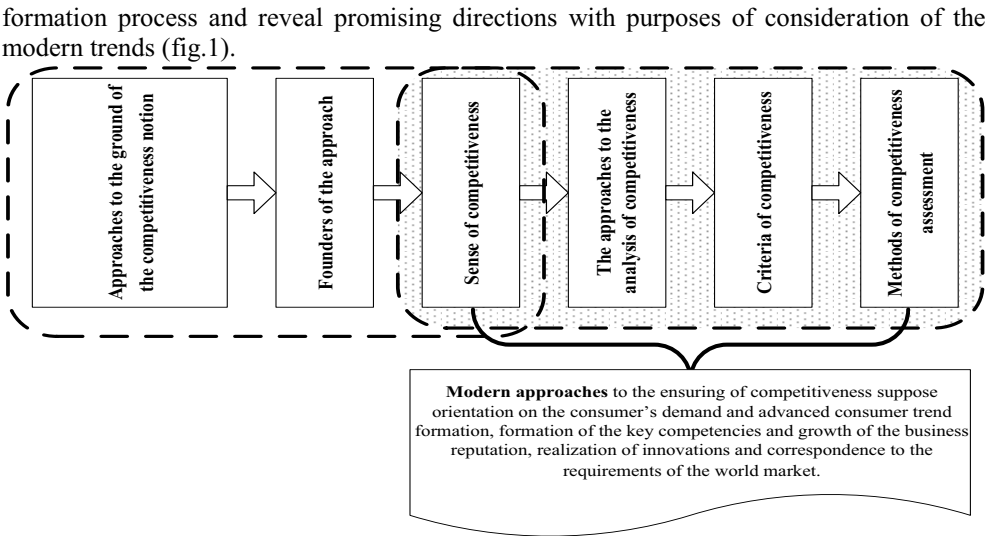 formation process and reveal promising directions with purposes of consideration of the
modern trends (fig.1).
Approaches to the ground of
the competitiveness notion
Founders of the approach
Sense of competitiveness
The approaches to the
analysis of competitiveness
Criteria of competitiveness
Methods of competitiveness
assessment
Modern approaches to the ensuring of competitiveness suppose
orientation on the consumer's demand and advanced consumer trend
formation, formation of the key competencies and growth of the business
reputation, realization of innovations and correspondence to the
requirements of the world market.